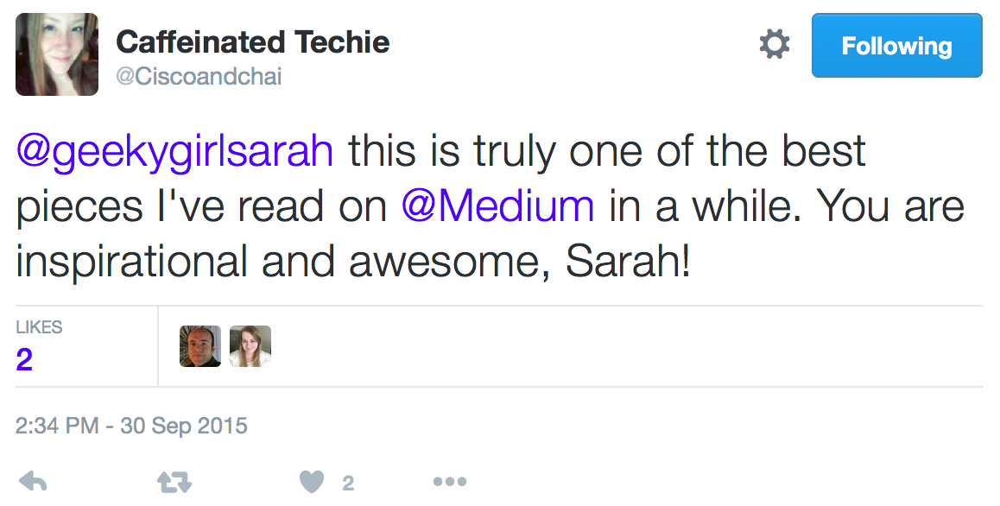 Caffeinated Techie
@Ciscoandchai
Following
@geekygirlsarah this is truly one of the best
pieces I've read on @Medium in a while. You are
inspirational and awesome, Sarah!
LIKES
2
2:34 PM - 30 Sep 2015
2